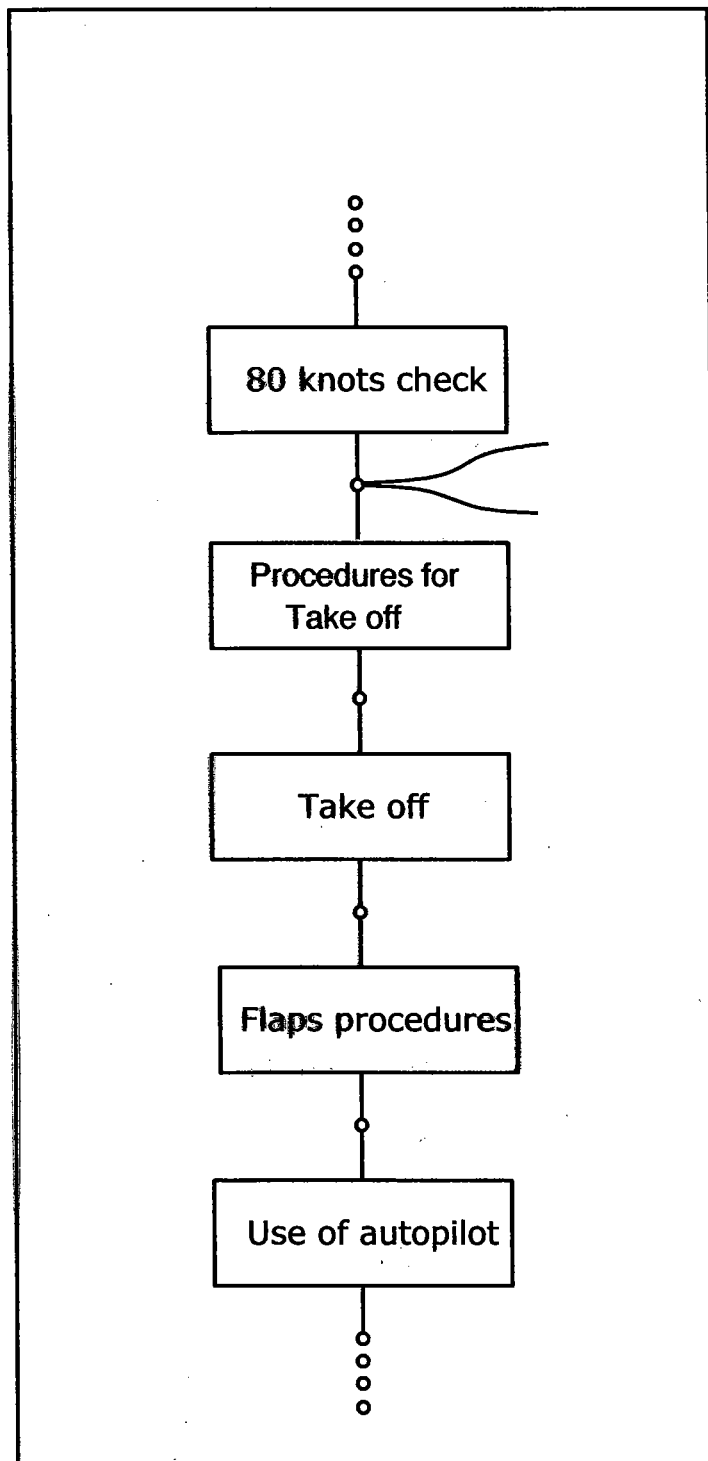 80 knots check
Procedures for
Take off
Take off
Flaps procedures
Use of autopilot